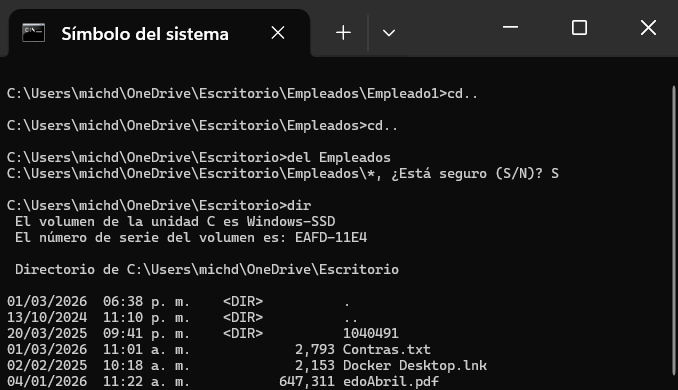 Símbolo del sistema
C:\Users\michd\OneDrive\Escritorio\Empleados\Empleado1>cd..
C:\Users\michd\OneDrive\Escritorio\Empleados>cd..
C:\Users\michd\OneDrive\Escritorio>del Empleados
C:\Users\michd\OneDrive\Escritorio\Empleados\*, ¿Está seguro (S/N)? S
C:\Users\michd\OneDrive\Escritorio>dir
El volumen de la unidad C es Windows-SSD
El número de serie del volumen es: EAFD-11E4
Directorio de C:\Users\michd\OneDrive\Escritorio
01/03/2026  06:38 p. m.    <DIR>          .
13/10/2024  11:10 p. m.    <DIR>          ..
20/03/2025  09:41 p. m.    <DIR>          1040491
01/03/2026  11:01 a. m.             2,793 Contras.txt
02/02/2025  10:18 a. m.             2,153 Docker Desktop.lnk
04/01/2026  11:22 a. m.           647,311 edoAbril.pdf